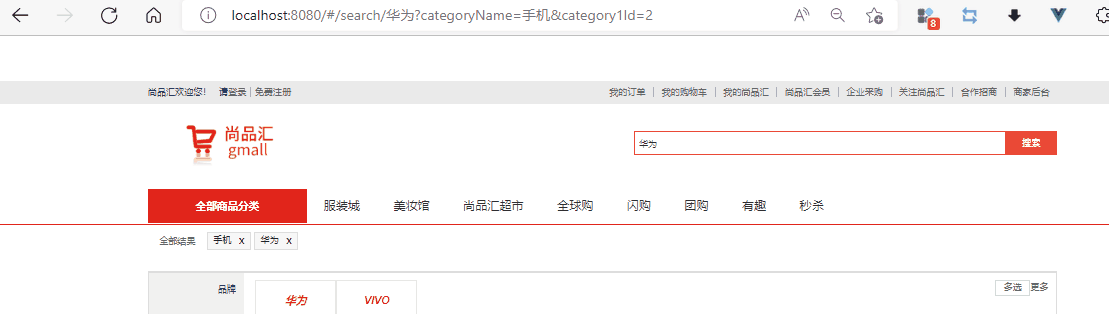 localhost:8080/#/search/华为?categoryName=手机&category1Id=2
8
尚品汇欢迎您! 请登录 | 免费注册 我的订单 | 我的购物车 | 我的尚品汇 | 尚品汇会员 | 企业采购 | 关注尚品汇 | 合作招商 | 商家后台
尚品汇
gmall
华为 搜索
全部商品分类 服装城 美妆馆 尚品汇超市 全球购 闪购 团购 有趣 秒杀
全部结果 手机 x 华为 x
品牌 华为 VIVO 多选 更多